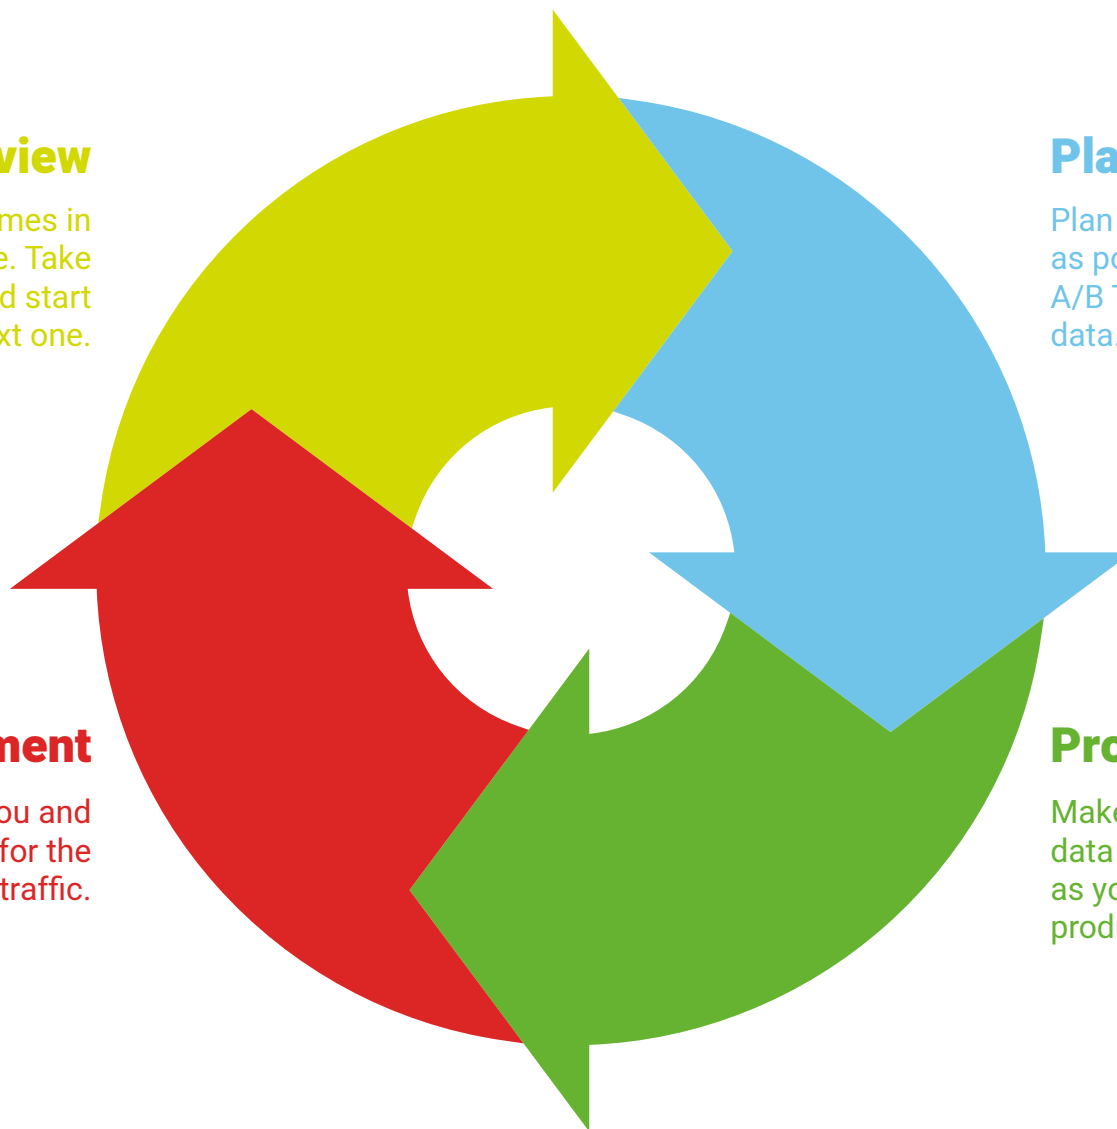 view
mes in
e. Take
d start
xt one.
Pla
Plan
as po
A/B T
data.
ment
ou and
for the
traffic.
Pro
Make
data
as yo
prod